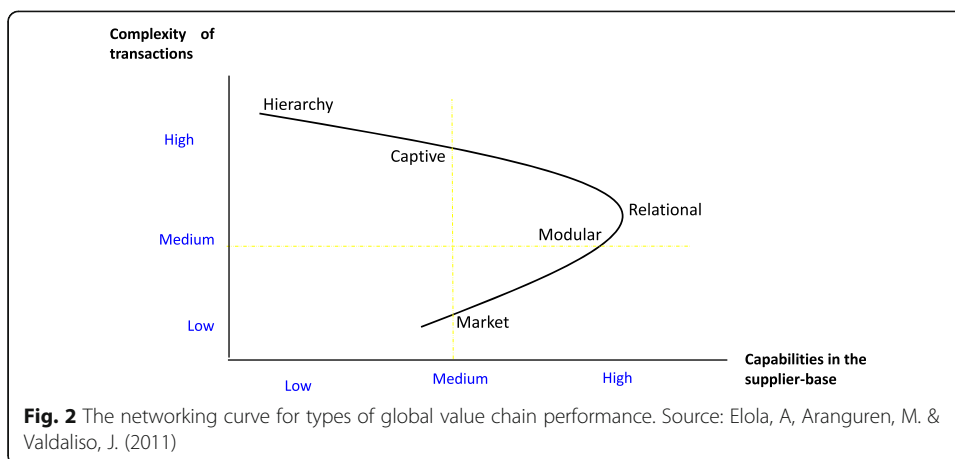 Complexity of
transactions
Hierarchy
High
Captive
Relational
Modular
Medium
Market
Low
Capabilities in the
supplier-base
Low
Medium
High
Fig. 2 The networking curve for types of global value chain performance. Source: Elola, A, Aranguren, M. &
Valdaliso, J. (2011)